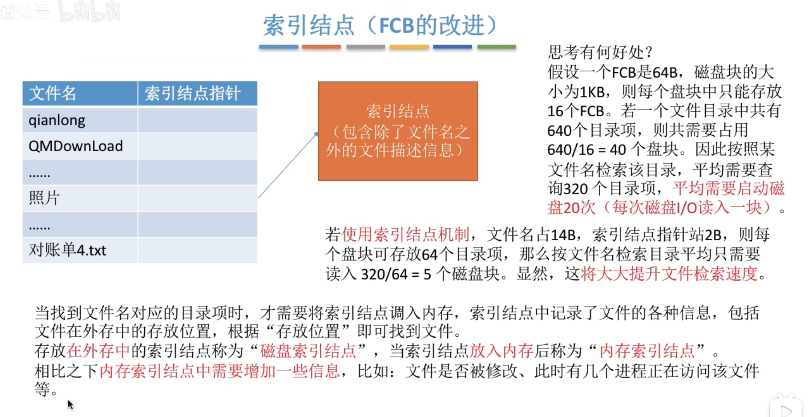 bilibili
索引结点（FCB的改进）
文件名 索引结点指针
qianlong
QMDownLoad
……
照片
……
对账单4.txt
索引结点
（包含除了文件名之
外的文件描述信息）
思考有何好处？
假设一个FCB是64B，磁盘块的大
小为1KB，则每个盘块中只能存放
16个FCB。若一个文件目录中共有
640个目录项，则共需要占用
640/16 = 40 个盘块。因此按照某
文件名检索该目录，平均需要查
询320 个目录项，平均需要启动磁
盘20次（每次磁盘I/O读入一块）。
若使用索引结点机制，文件名占14B，索引结点指针站2B，则每
个盘块可存放64个目录项，那么按文件名检索目录平均只需要
读入 320/64 = 5 个磁盘块。显然，这将大大提升文件检索速度。
当找到文件名对应的目录项时，才需要将索引结点调入内存，索引结点中记录了文件的各种信息，包括
文件在外存中的存放位置，根据“存放位置”即可找到文件。
存放在外存中的索引结点称为“磁盘索引结点”，当索引结点放入内存后称为“内存索引结点”。
相比之下内存索引结点中需要增加一些信息，比如：文件是否被修改、此时有几个进程正在访问该文件
等。